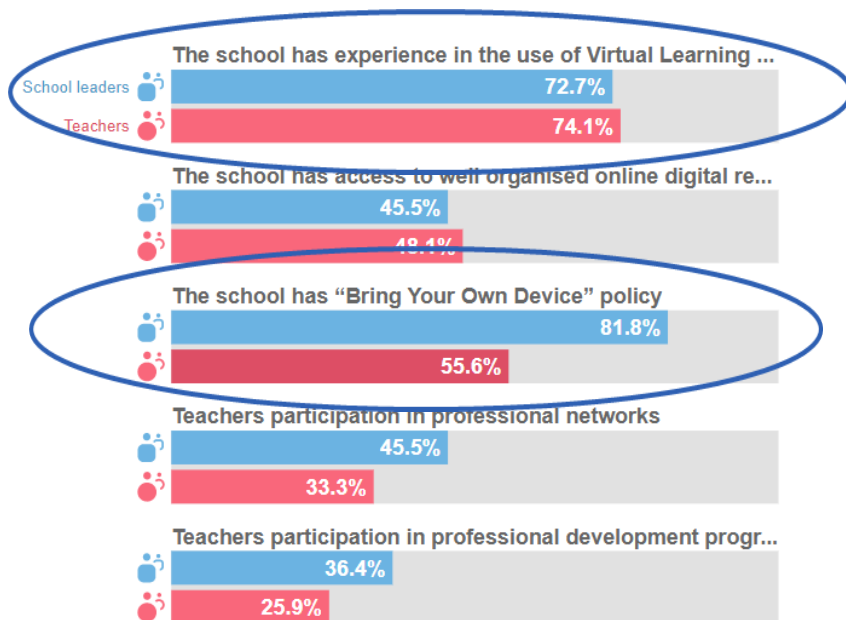 The school has experience in the use of Virtual Learning ...
School leaders 72.7%
Teachers 74.1%
The school has access to well organised online digital re...
45.5%
48.1%
The school has “Bring Your Own Device” policy
81.8%
55.6%
Teachers participation in professional networks
45.5%
33.3%
Teachers participation in professional development progr...
36.4%
25.9%